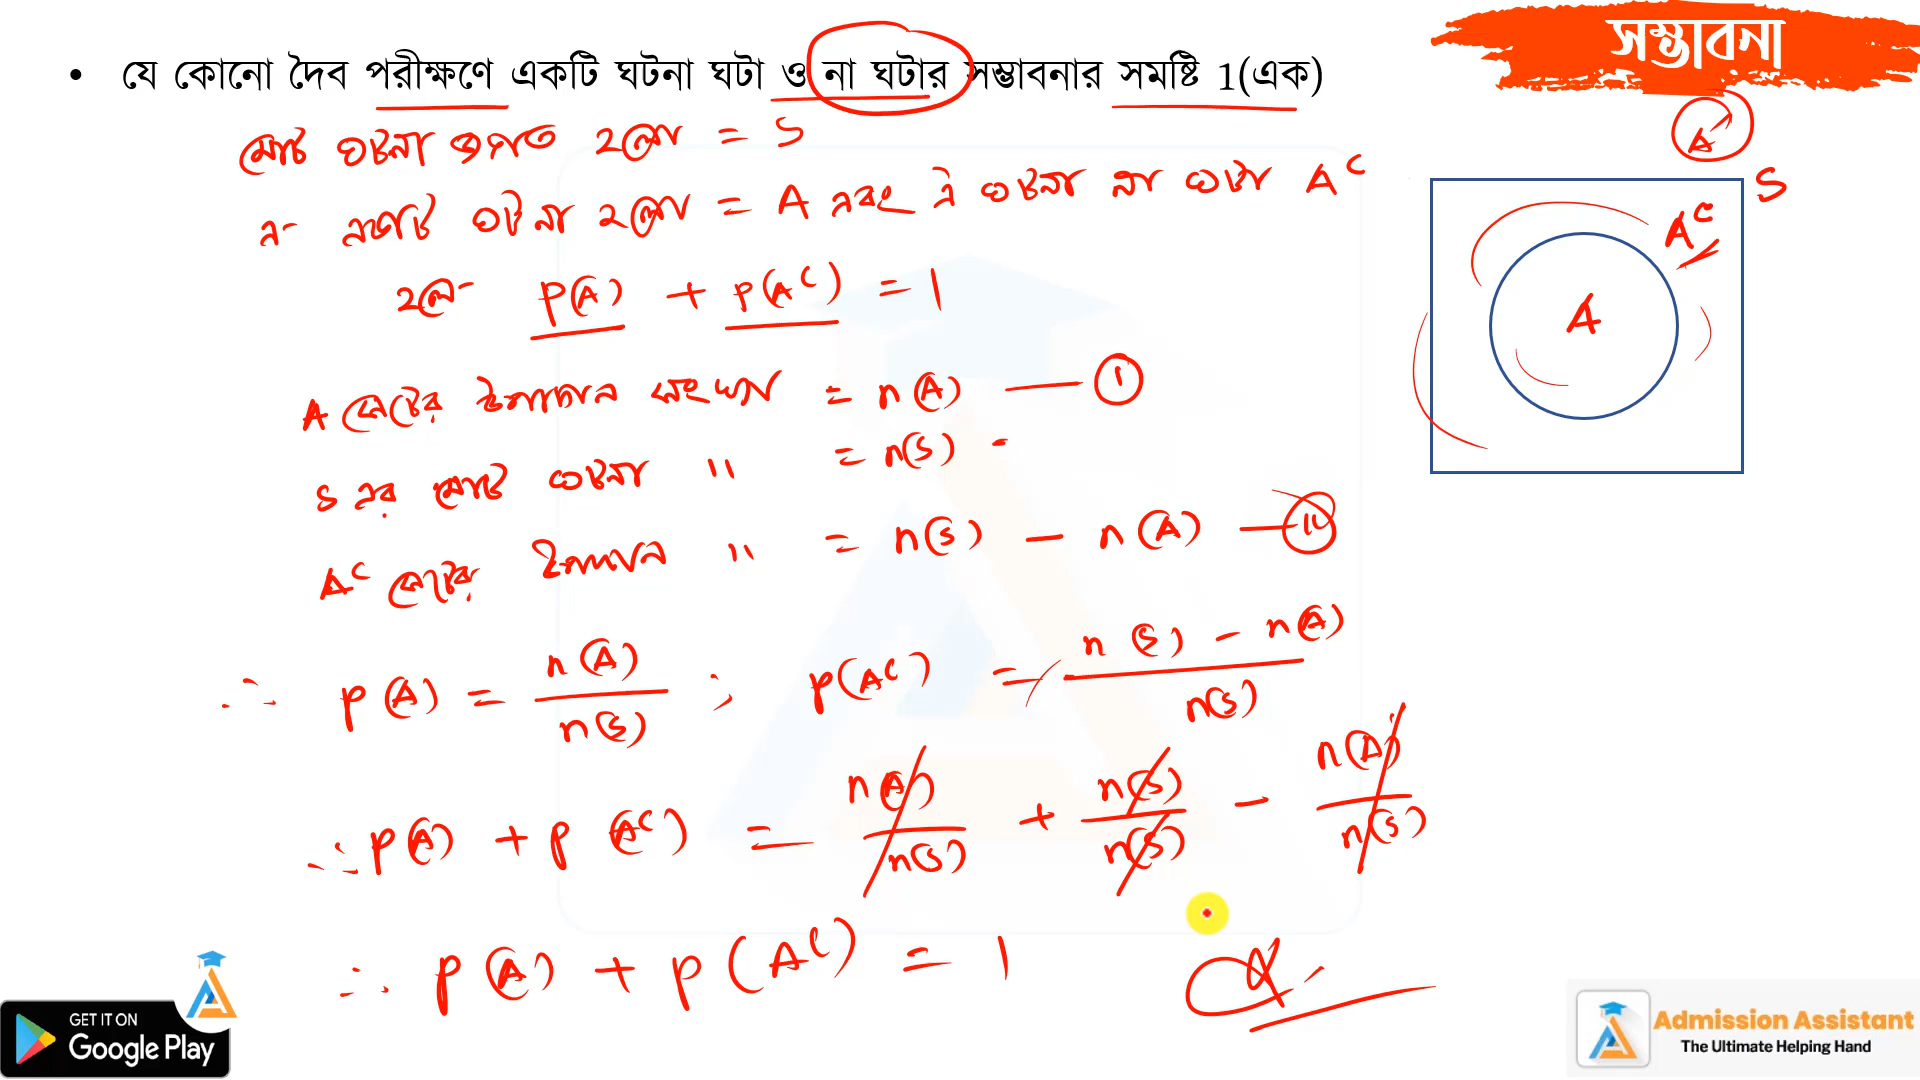 সম্ভাবনা
• যে কোনো দৈব পরীক্ষণে একটি ঘটনা ঘটা ও না ঘটার সম্ভাবনার সমষ্টি 1(এক)
মোট ঘটনা জগত হলো = S
একটি ঘটনা হলো = A এবং ঐ ঘটনা না ঘটা A^C
হলে P(A) + P(A^C) = 1
A সেটের উপাদান সংখ্যা = n(A) — (i)
S এর মোট ঘটনা " = n(S) -
A^C সেটের উপাদান " = n(S) - n(A) — (ii)
∴ P(A) = n(A)/n(S) ; P(A^C) = n(S) - n(A)/n(S)
∴ P(A) + P(A^C) = n(A)/n(S) + n(S)/n(S) - n(A)/n(S)
∴ P(A) + P(A^C) = 1
A
S
A^C
A
GET IT ON
Google Play
Admission Assistant
The Ultimate Helping Hand